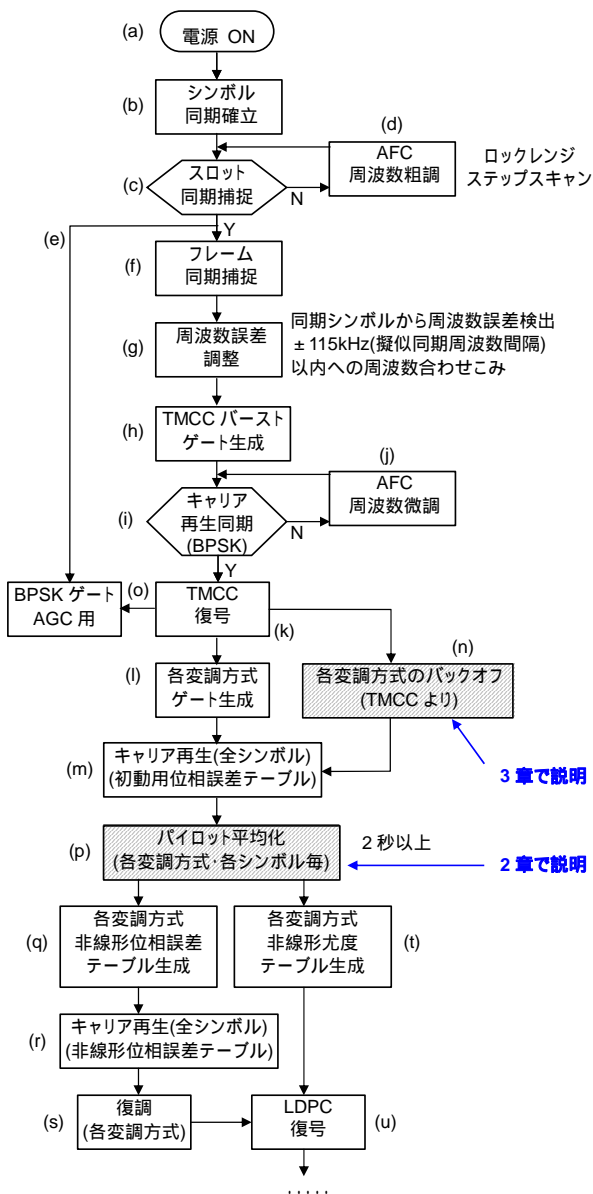 (a)
電源 ON
(b)
シンボル
同期確立
(d)
AFC
周波数粗調
ロックレンジ
ステップスキャン
(c)
スロット
同期捕捉
N
(e)
Y
(f)
フレーム
同期捕捉
(g)
周波数誤差
調整
同期シンボルから周波数誤差検出
±115kHz(擬似同期周波数間隔)
以内への周波数合わせこみ
(h)
TMCC バースト
ゲート生成
(j)
AFC
周波数微調
(i)
キャリア
再生同期
(BPSK)
N
Y
BPSK ゲート
AGC 用
(o)
TMCC
復号
(k)
(l)
各変調方式
ゲート生成
(n)
各変調方式のバックオフ
(TMCC より)
(m)
キャリア再生(全シンボル)
(初動用位相誤差テーブル)
3 章で説明
(p)
パイロット平均化
(各変調方式・各シンボル毎)
2 秒以上
2 章で説明
(q)
各変調方式
非線形位相誤差
テーブル生成
各変調方式
非線形尤度
テーブル生成
(t)
(r)
キャリア再生(全シンボル)
(非線形位相誤差テーブル)
(s)
復調
(各変調方式)
LDPC
復号
(u)
.....